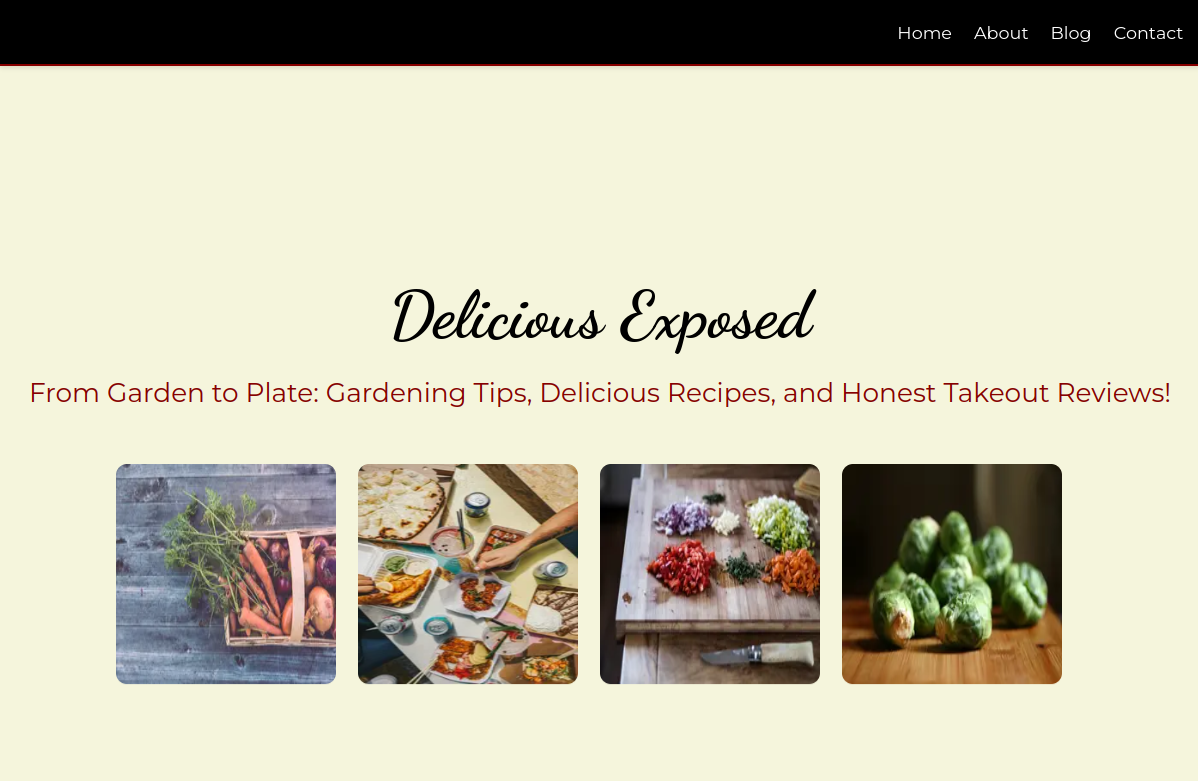 Home About Blog Contact
Delicious Exposed
From Garden to Plate: Gardening Tips, Delicious Recipes, and Honest Takeout Reviews!